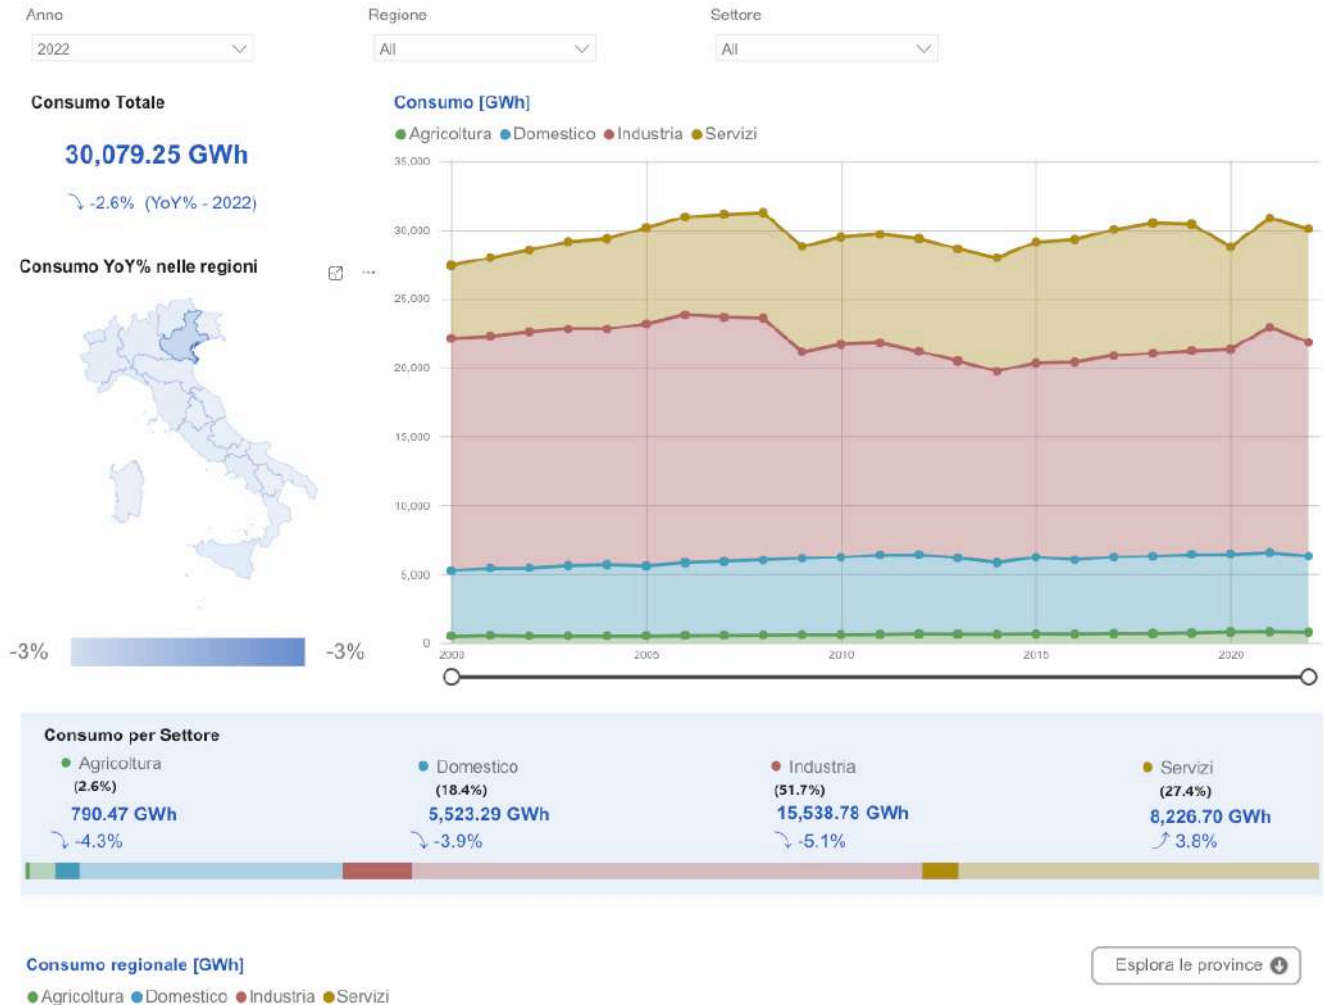 Anno
2022
Regione
All
Settore
All
Consumo Totale
30,079.25 GWh
-2.6% (YoY% - 2022)
Consumo YoY% nelle regioni
-3%
-3%
Consumo [GWh]
Agricoltura Domestico Industria Servizi
35,000
30,000
25,000
20,000
15,000
10,000
5,000
0
2000 2005 2010 2015 2020
Consumo per Settore
Agricoltura
(2.6%)
790.47 GWh
-4.3%
Domestico
(18.4%)
5,523.29 GWh
-3.9%
Industria
(51.7%)
15,538.78 GWh
-5.1%
Servizi
(27.4%)
8,226.70 GWh
3.8%
Consumo regionale [GWh]
Esplora le province
Agricoltura Domestico Industria Servizi